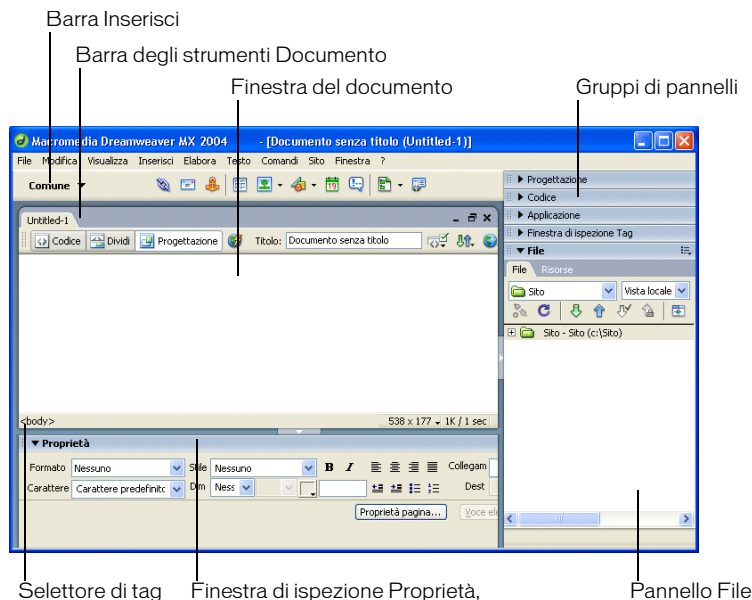 Barra Inserisci
Barra degli strumenti Documento
Finestra del documento
Gruppi di pannelli
Macromedia Dreamweaver MX 2004 - [Documento senza titolo (Untitled-1)]
File Modifica Visualizza Inserisci Elabora Testo Comandi Sito Finestra ?
Comune
Progettazione
Codice
Applicazione
Finestra di ispezione Tag
File
File Risorse
Sito Vista locale
Sito - Sito (c:\Sito)
Untitled-1
Codice Dividi Progettazione Titolo: Documento senza titolo
<body> 538 x 177 1K / 1 sec
Proprietà
Formato Nessuno Stile Nessuno B I Collegam
Carattere Carattere predefinito Dim Ness Dest
Proprietà pagina... Voce ele
Selettore di tag
Finestra di ispezione Proprietà,
Pannello File